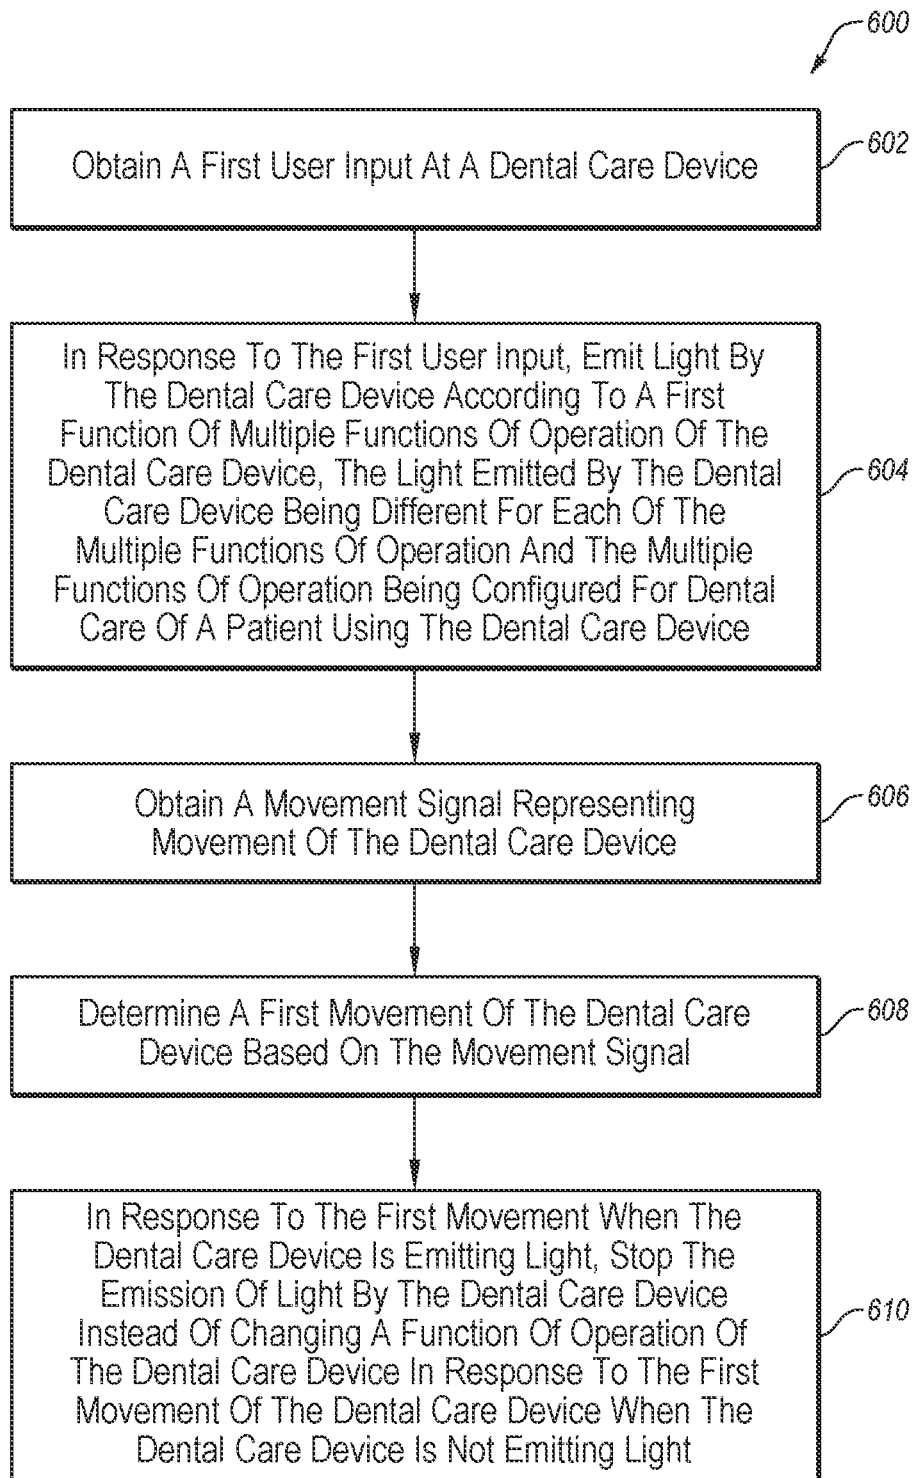 600
Obtain A First User Input At A Dental Care Device
602
In Response To The First User Input, Emit Light By
The Dental Care Device According To A First
Function Of Multiple Functions Of Operation Of The
Dental Care Device, The Light Emitted By The Dental
Care Device Being Different For Each Of The
Multiple Functions Of Operation And The Multiple
Functions Of Operation Being Configured For Dental
Care Of A Patient Using The Dental Care Device
604
Obtain A Movement Signal Representing
Movement Of The Dental Care Device
606
Determine A First Movement Of The Dental Care
Device Based On The Movement Signal
608
In Response To The First Movement When The
Dental Care Device Is Emitting Light, Stop The
Emission Of Light By The Dental Care Device
Instead Of Changing A Function Of Operation Of
The Dental Care Device In Response To The First
Movement Of The Dental Care Device When The
Dental Care Device Is Not Emitting Light
610